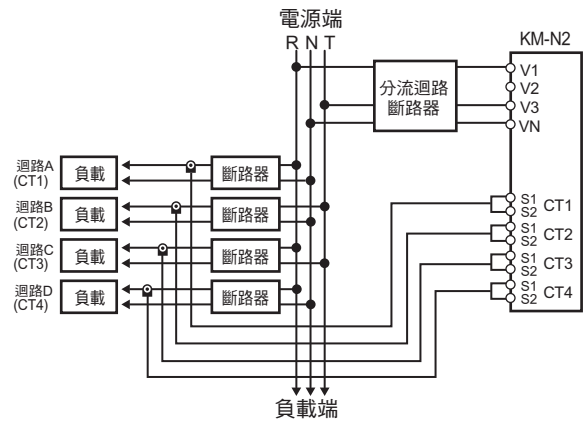 電源端
R N T
KM-N2
分流迴路
斷路器
V1
V2
V3
VN
迴路A
(CT1)
負載
斷路器
迴路B
(CT2)
負載
斷路器
迴路C
(CT3)
負載
斷路器
迴路D
(CT4)
負載
斷路器
S1
S2
CT1
S1
S2
CT2
S1
S2
CT3
S1
S2
CT4
負載端